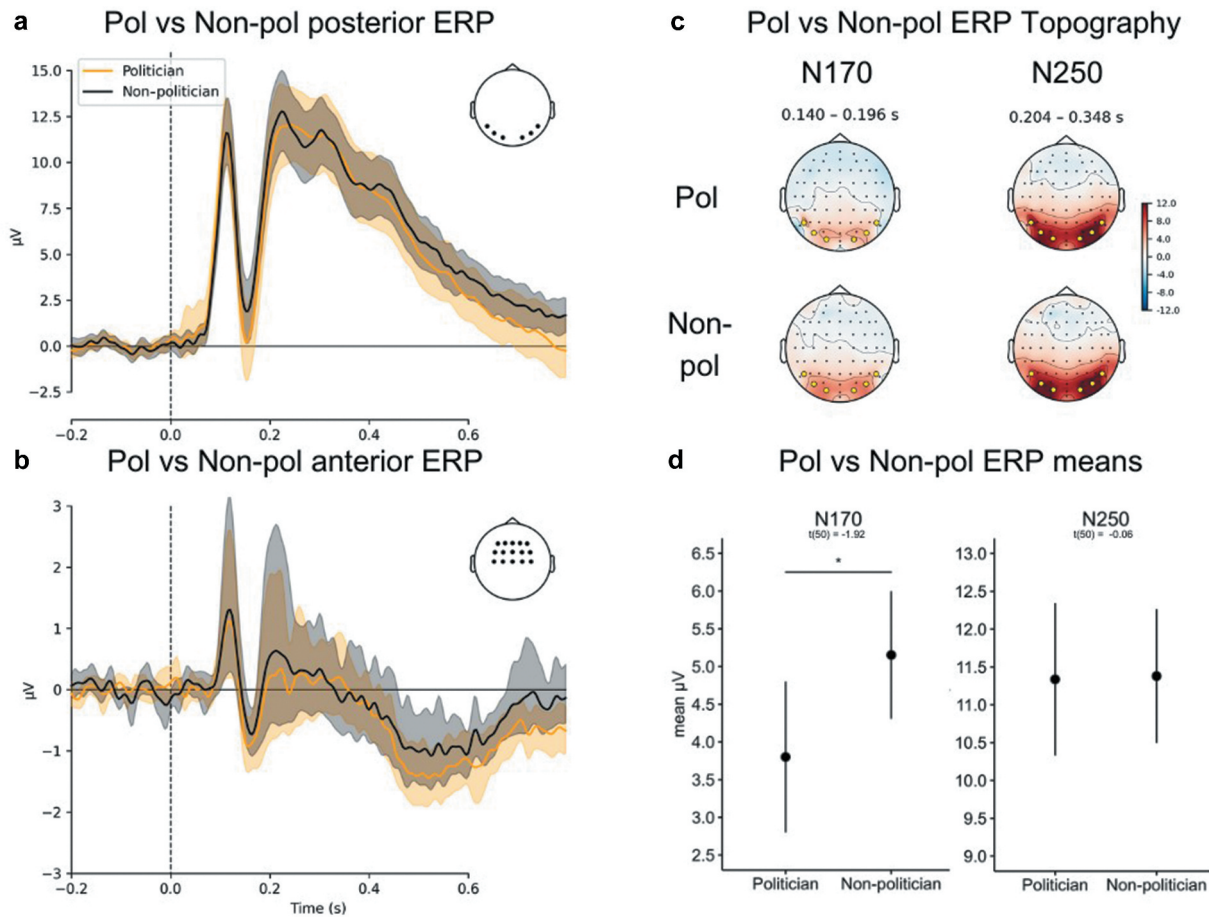 a
Pol vs Non-pol posterior ERP
Politician
Non-politician
15.0
12.5
10.0
7.5
5.0
2.5
0.0
−2.5
μV
−0.2 0.0 0.2 0.4 0.6
b
Pol vs Non-pol anterior ERP
3
2
1
0
−1
−2
−3
μV
−0.2 0.0 0.2 0.4 0.6
Time (s)
c
Pol vs Non-pol ERP Topography
N170 N250
0.140 – 0.196 s 0.204 – 0.348 s
Pol
Non-
pol
12.0
8.0
4.0
0.0
-4.0
-8.0
-12.0
d
Pol vs Non-pol ERP means
N170
t(50) = -1.92
*
6.5
6.0
5.5
5.0
4.5
4.0
3.5
3.0
2.5
mean μV
Politician Non-politician
N250
t(50) = -0.06
13.0
12.5
12.0
11.5
11.0
10.5
10.0
9.5
9.0
Politician Non-politician